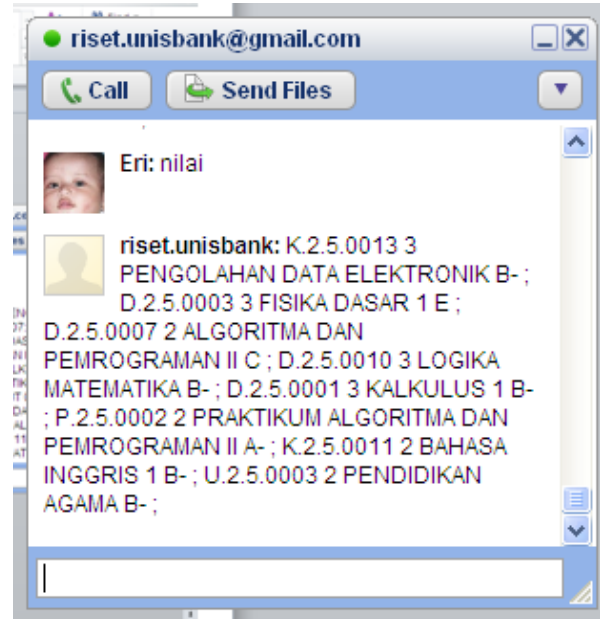 riset.unisbank@gmail.com
Call
Send Files
Eri: nilai
riset.unisbank: K.2.5.0013 3
PENGOLAHAN DATA ELEKTRONIK B- ;
D.2.5.0003 3 FISIKA DASAR 1 E ;
D.2.5.0007 2 ALGORITMA DAN
PEMROGRAMAN II C ; D.2.5.0010 3 LOGIKA
MATEMATIKA B- ; D.2.5.0001 3 KALKULUS 1 B-
; P.2.5.0002 2 PRAKTIKUM ALGORITMA DAN
PEMROGRAMAN II A- ; K.2.5.0011 2 BAHASA
INGGRIS 1 B- ; U.2.5.0003 2 PENDIDIKAN
AGAMA B- ;